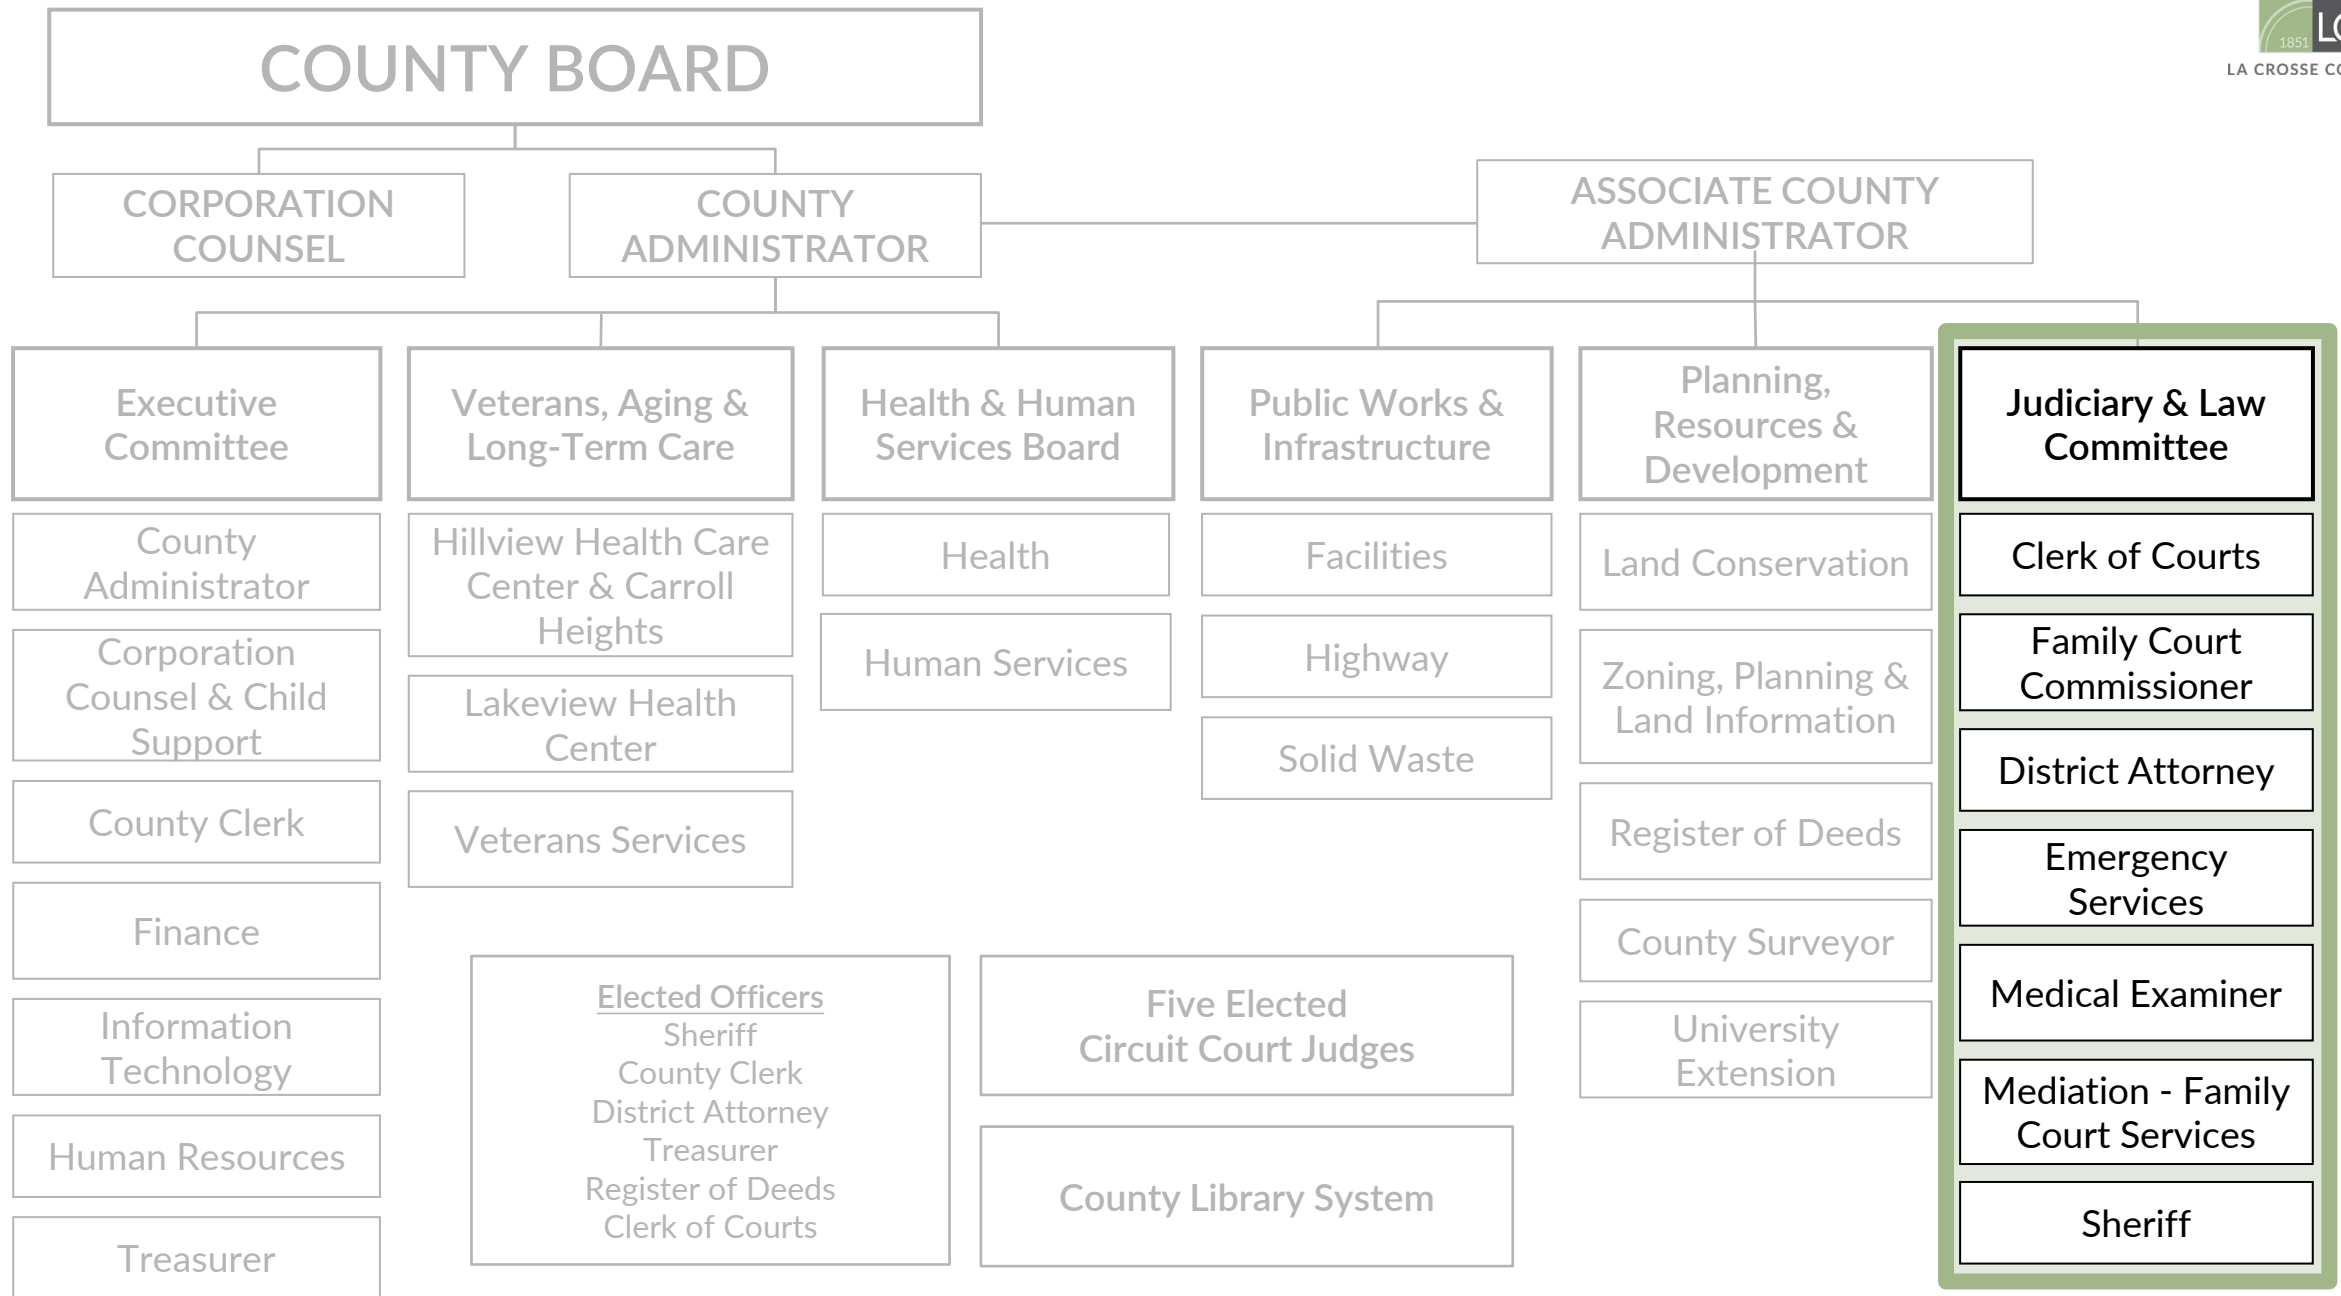 1851
LA CROSSE
COUNTY BOARD
CORPORATION
COUNSEL
COUNTY
ADMINISTRATOR
ASSOCIATE COUNTY
ADMINISTRATOR
Executive
Committee
County
Administrator
Corporation
Counsel & Child
Support
County Clerk
Finance
Information
Technology
Human Resources
Treasurer
Veterans, Aging &
Long-Term Care
Hillview Health Care
Center & Carroll
Heights
Lakeview Health
Center
Veterans Services
Health & Human
Services Board
Health
Human Services
Public Works &
Infrastructure
Facilities
Highway
Solid Waste
Planning,
Resources &
Development
Land Conservation
Zoning, Planning &
Land Information
Register of Deeds
County Surveyor
University
Extension
Judiciary & Law
Committee
Clerk of Courts
Family Court
Commissioner
District Attorney
Emergency
Services
Medical Examiner
Mediation - Family
Court Services
Sheriff
Elected Officers
Sheriff
County Clerk
District Attorney
Treasurer
Register of Deeds
Clerk of Courts
Five Elected
Circuit Court Judges
County Library System